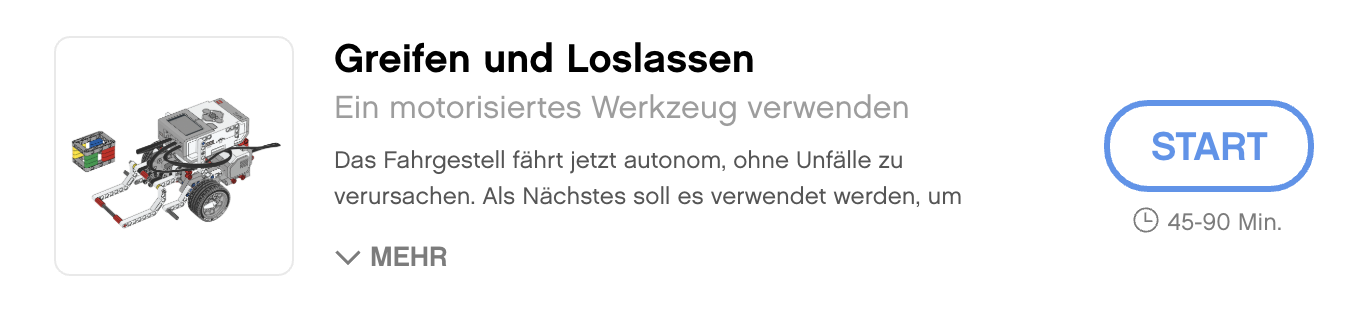 Greifen und Loslassen
Ein motorisiertes Werkzeug verwenden
Das Fahrgestell fährt jetzt autonom, ohne Unfälle zu
verursachen. Als Nächstes soll es verwendet werden, um
MEHR
START
45-90 Min.